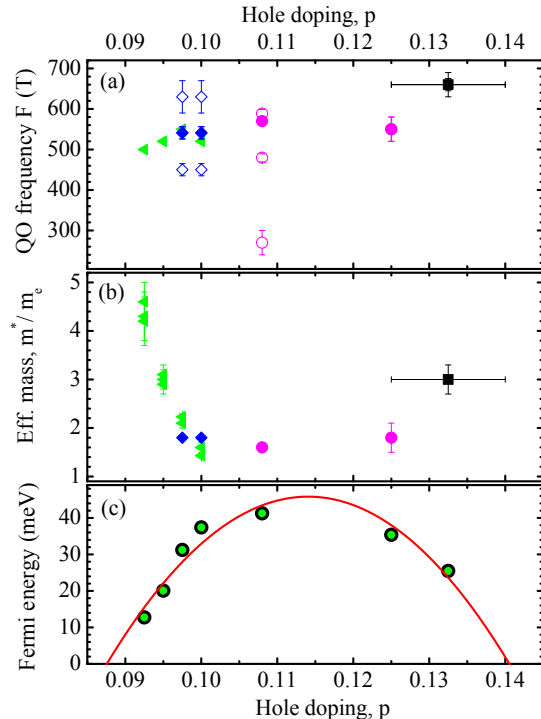 Hole doping, p
0.09 0.10 0.11 0.12 0.13 0.14
(a)
QO frequency F (T)
700
600
500
400
300
(b)
Eff. mass, m*/ m_e
5
4
3
2
1
(c)
Fermi energy (meV)
40
30
20
10
0
0.09 0.10 0.11 0.12 0.13 0.14
Hole doping, p